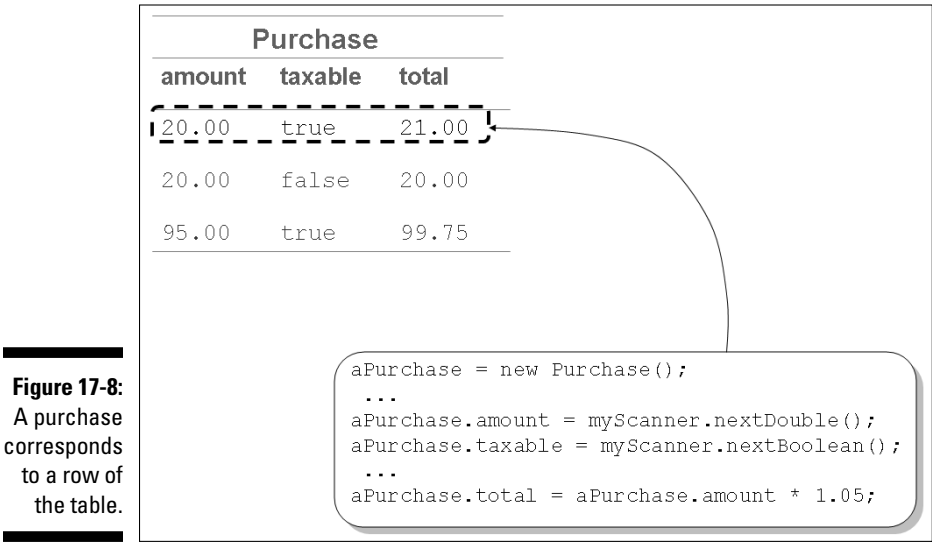 Purchase
amount taxable total
20.00 true 21.00
20.00 false 20.00
95.00 true 99.75
aPurchase = new Purchase();
...
aPurchase.amount = myScanner.nextDouble();
aPurchase.taxable = myScanner.nextBoolean();
...
aPurchase.total = aPurchase.amount * 1.05;
Figure 17-8:
A purchase
corresponds
to a row of
the table.